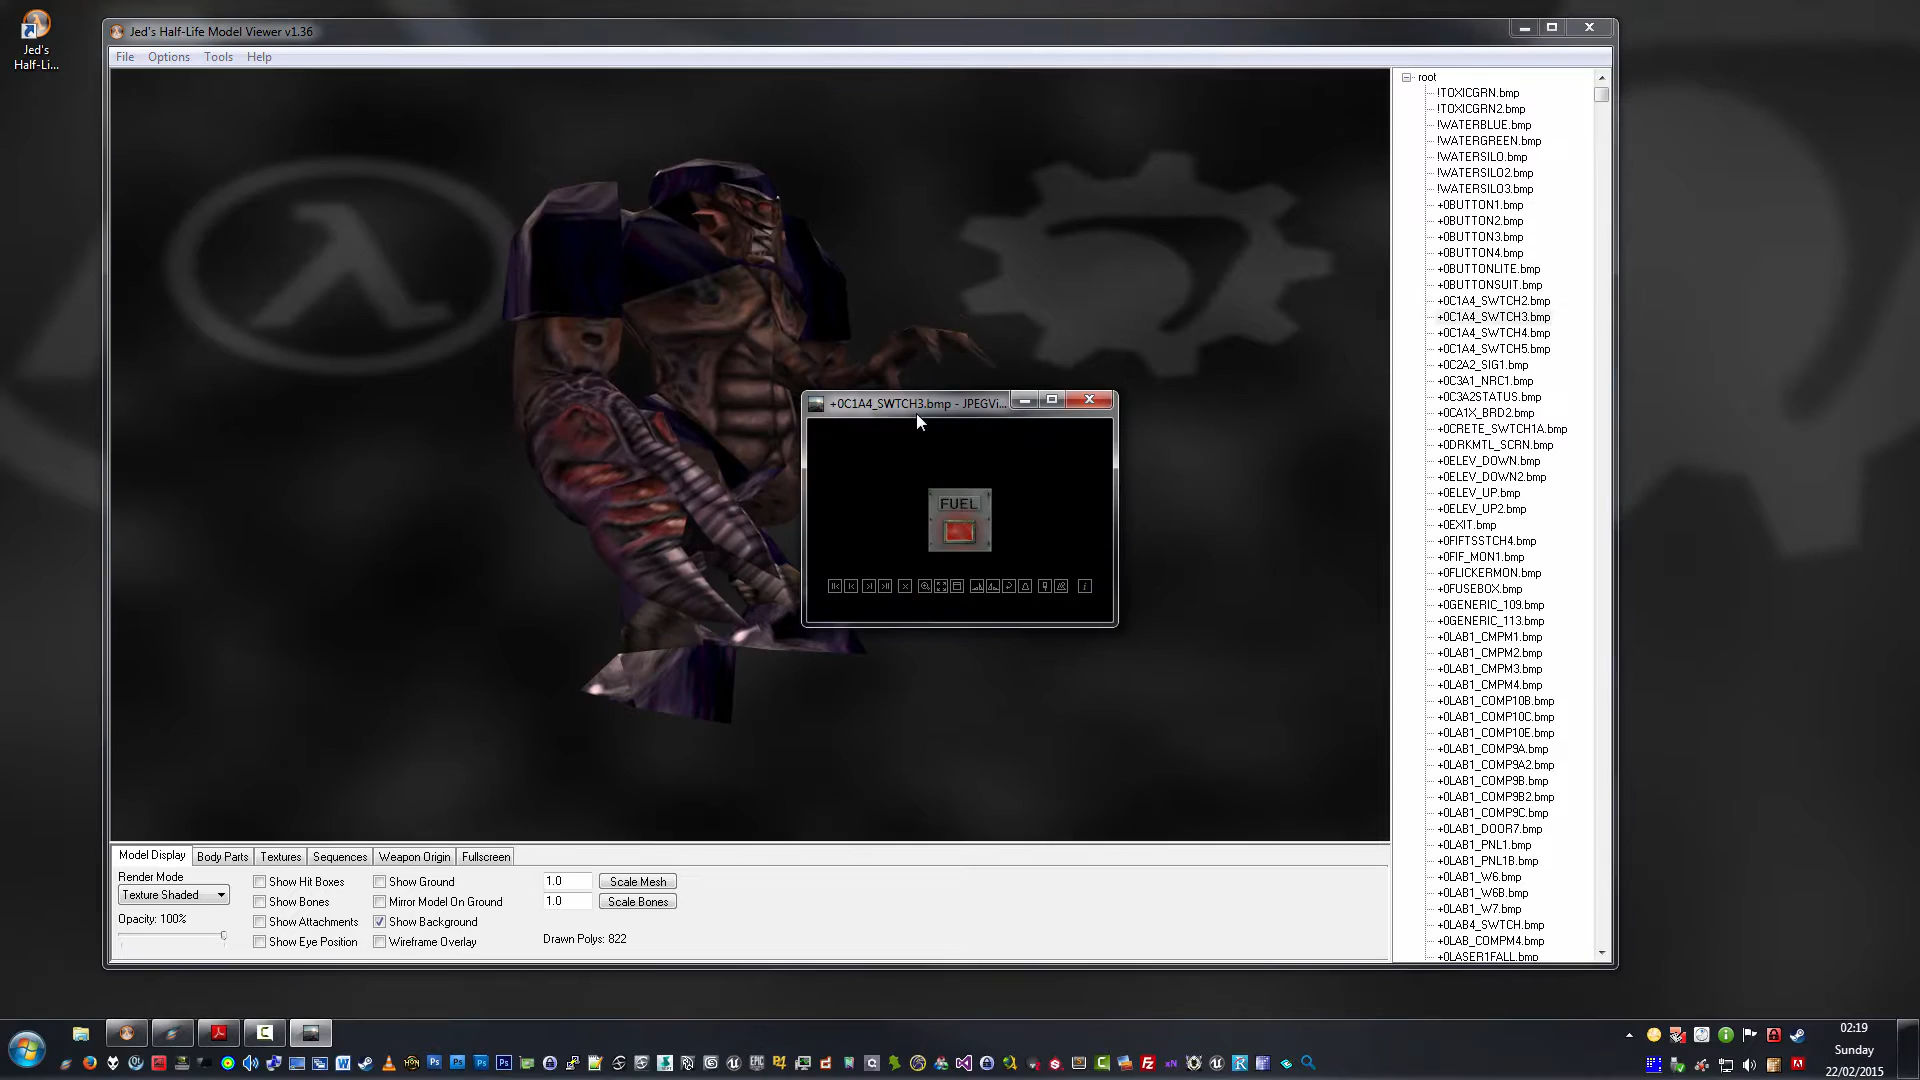 Jed's
Half-Li...
Jed's Half-Life Model Viewer v1.36
File Options Tools Help
root
!TOXICGRN.bmp
!TOXICGRN2.bmp
!WATERBLUE.bmp
!WATERGREEN.bmp
!WATERSILO.bmp
!WATERSILO2.bmp
!WATERSILO3.bmp
+0BUTTON1.bmp
+0BUTTON2.bmp
+0BUTTON3.bmp
+0BUTTON4.bmp
+0BUTTONLITE.bmp
+0BUTTONSUIT.bmp
+0C1A4_SWTCH2.bmp
+0C1A4_SWTCH3.bmp
+0C1A4_SWTCH4.bmp
+0C1A4_SWTCH5.bmp
+0C2A2_SIG1.bmp
+0C3A1_NRC1.bmp
+0C3A2STATUS.bmp
+0CA1X_BRD2.bmp
+0CRETE_SWTCH1A.bmp
+0DRKMTL_SCRN.bmp
+0ELEV_DOWN.bmp
+0ELEV_DOWN2.bmp
+0ELEV_UP.bmp
+0ELEV_UP2.bmp
+0EXIT.bmp
+0FIFTSSTCH4.bmp
+0FIF_MON1.bmp
+0FLICKERMON.bmp
+0FUSEBOX.bmp
+0GENERIC_109.bmp
+0GENERIC_113.bmp
+0LAB1_CMPM1.bmp
+0LAB1_CMPM2.bmp
+0LAB1_CMPM3.bmp
+0LAB1_CMPM4.bmp
+0LAB1_COMP10B.bmp
+0LAB1_COMP10C.bmp
+0LAB1_COMP10E.bmp
+0LAB1_COMP9A.bmp
+0LAB1_COMP9A2.bmp
+0LAB1_COMP9B.bmp
+0LAB1_COMP9B2.bmp
+0LAB1_COMP9C.bmp
+0LAB1_DOOR7.bmp
+0LAB1_PNL1.bmp
+0LAB1_PNL1B.bmp
+0LAB1_W6.bmp
+0LAB1_W6B.bmp
+0LAB1_W7.bmp
+0LAB4_SWTCH.bmp
+0LAB_COMPM4.bmp
+0LASER1FALL.bmp
+0C1A4_SWTCH3.bmp - JPEGVi...
FUEL
Model Display Body Parts Textures Sequences Weapon Origin Fullscreen
Render Mode
Texture Shaded
Opacity: 100%
Show Hit Boxes
Show Bones
Show Attachments
Show Eye Position
Show Ground
Mirror Model On Ground
Show Background
Wireframe Overlay
1.0 Scale Mesh
1.0 Scale Bones
Drawn Polys: 822
02:19
Sunday
22/02/2015